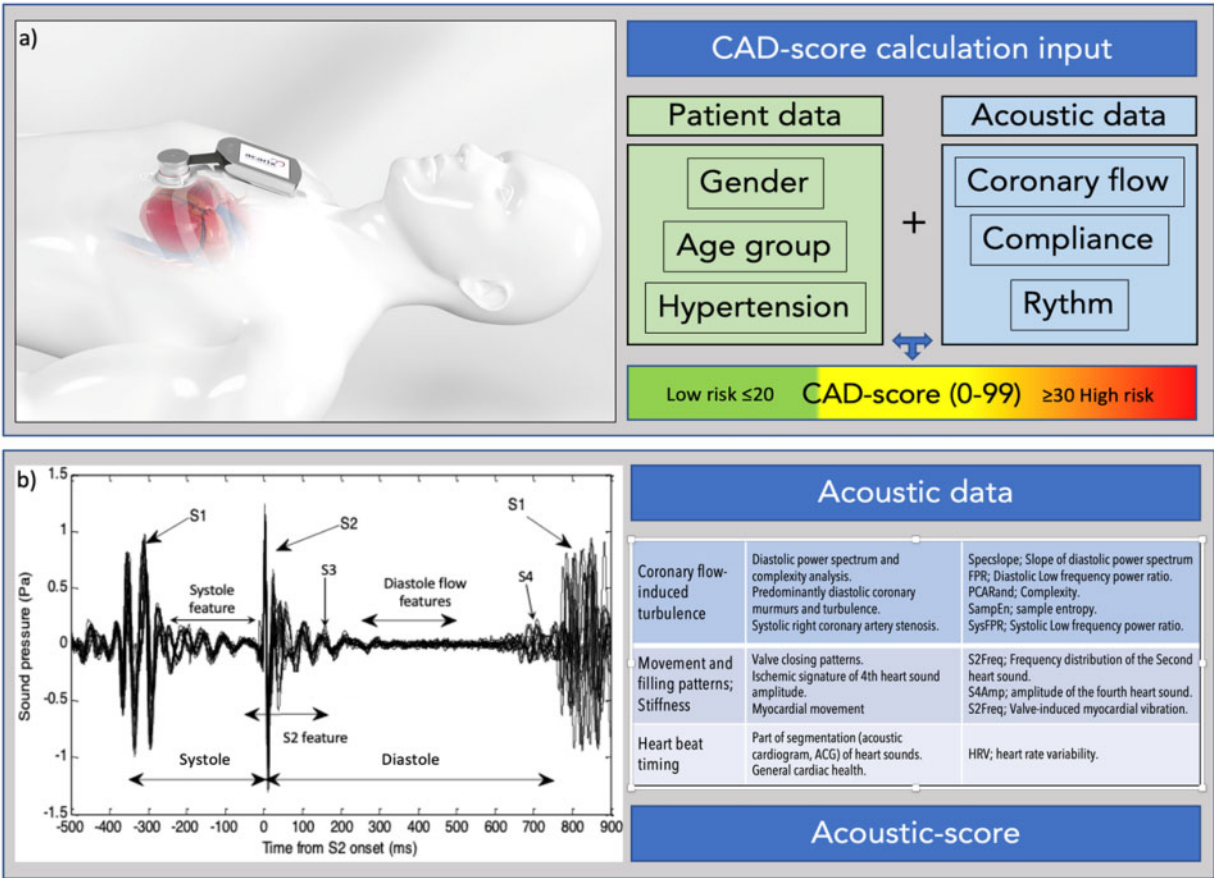 a)
acarix
CAD-score calculation input
Patient data
Gender
Age group
Hypertension
+
Acoustic data
Coronary flow
Compliance
Rythm
Low risk ≤20
CAD-score (0-99)
≥30 High risk
b)
1.5
1
0.5
0
-0.5
-1
-1.5
Sound pressure (Pa)
S1
S2
S3
S4
S1
Systole
feature
Diastole flow
features
S2 feature
Systole
Diastole
-500 -400 -300 -200 -100 0 100 200 300 400 500 600 700 800 900
Time from S2 onset (ms)
Acoustic data
Coronary flow-
induced
turbulence
Diastolic power spectrum and
complexity analysis.
Predominantly diastolic coronary
murmurs and turbulence.
Systolic right coronary artery stenosis.
Specslope; Slope of diastolic power spectrum
FPR; Diastolic Low frequency power ratio.
PCARand; Complexity.
SampEn; sample entropy.
SysFPR; Systolic Low frequency power ratio.
Movement and
filling patterns;
Stiffness
Valve closing patterns.
Ischemic signature of 4th heart sound
amplitude.
Myocardial movement
S2Freq; Frequency distribution of the Second
heart sound.
S4Amp; amplitude of the fourth heart sound.
S2Freq; Valve-induced myocardial vibration.
Heart beat
timing
Part of segmentation (acoustic
cardiogram, ACG) of heart sounds.
General cardiac health.
HRV; heart rate variability.
Acoustic-score